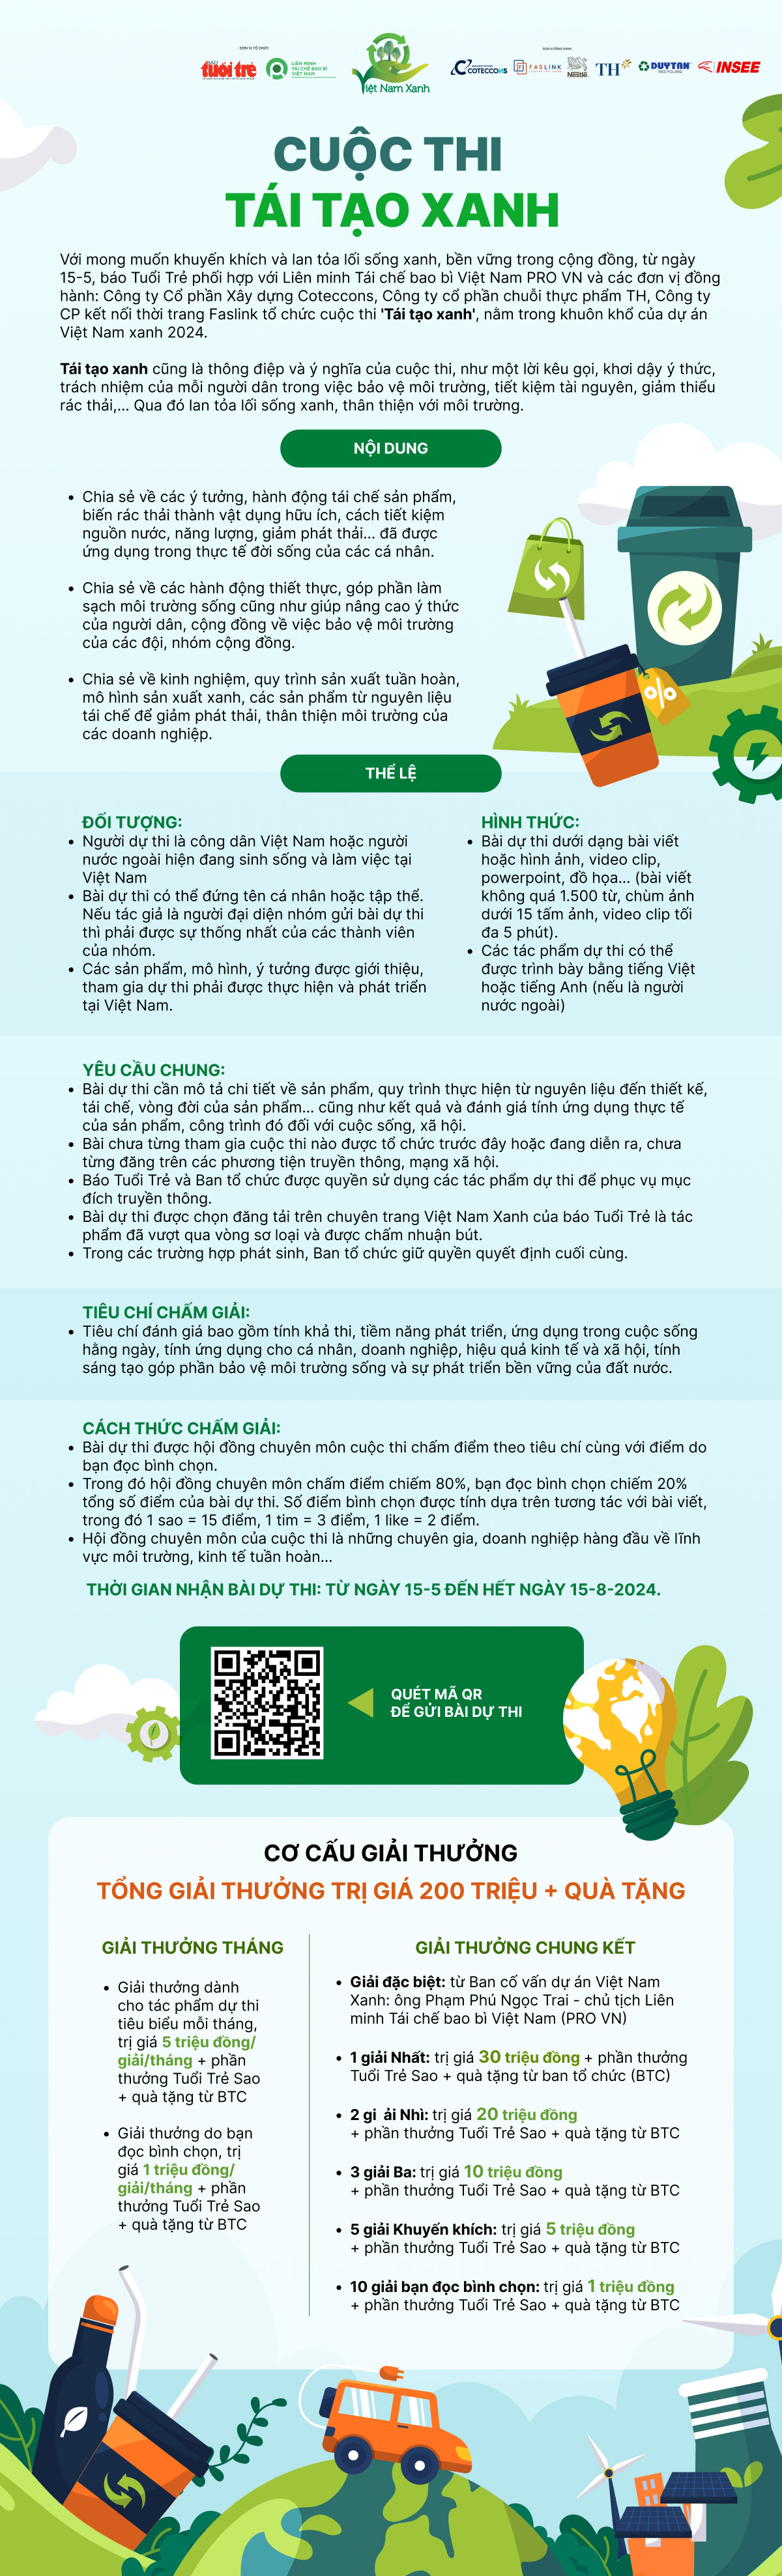 ĐƠN VỊ TỔ CHỨC
ĐƠN VỊ ĐỒNG HÀNH
BÁO
tuổi trẻ
LIÊN MINH
TÁI CHẾ BAO BÌ
VIỆT NAM
Việt Nam Xanh
COTECCONS
FASLINK
Nestlé
TH
DUYTAN
RECYCLING
INSEE
CUỘC THI
TÁI TẠO XANH
Với mong muốn khuyến khích và lan tỏa lối sống xanh, bền vững trong cộng đồng, từ ngày
15-5, báo Tuổi Trẻ phối hợp với Liên minh Tái chế bao bì Việt Nam PRO VN và các đơn vị đồng
hành: Công ty Cổ phần Xây dựng Coteccons, Công ty cổ phần chuỗi thực phẩm TH, Công ty
CP kết nối thời trang Faslink tổ chức cuộc thi 'Tái tạo xanh', nằm trong khuôn khổ của dự án
Việt Nam xanh 2024.
Tái tạo xanh cũng là thông điệp và ý nghĩa của cuộc thi, như một lời kêu gọi, khơi dậy ý thức,
trách nhiệm của mỗi người dân trong việc bảo vệ môi trường, tiết kiệm tài nguyên, giảm thiểu
rác thải,... Qua đó lan tỏa lối sống xanh, thân thiện với môi trường.
NỘI DUNG
• Chia sẻ về các ý tưởng, hành động tái chế sản phẩm,
biến rác thải thành vật dụng hữu ích, cách tiết kiệm
nguồn nước, năng lượng, giảm phát thải... đã được
ứng dụng trong thực tế đời sống của các cá nhân.
• Chia sẻ về các hành động thiết thực, góp phần làm
sạch môi trường sống cũng như giúp nâng cao ý thức
của người dân, cộng đồng về việc bảo vệ môi trường
của các đội, nhóm cộng đồng.
• Chia sẻ về kinh nghiệm, quy trình sản xuất tuần hoàn,
mô hình sản xuất xanh, các sản phẩm từ nguyên liệu
tái chế để giảm phát thải, thân thiện môi trường của
các doanh nghiệp.
%
THỂ LỆ
ĐỐI TƯỢNG:
• Người dự thi là công dân Việt Nam hoặc người
nước ngoài hiện đang sinh sống và làm việc tại
Việt Nam
• Bài dự thi có thể đứng tên cá nhân hoặc tập thể.
Nếu tác giả là người đại diện nhóm gửi bài dự thi
thì phải được sự thống nhất của các thành viên
của nhóm.
• Các sản phẩm, mô hình, ý tưởng được giới thiệu,
tham gia dự thi phải được thực hiện và phát triển
tại Việt Nam.
HÌNH THỨC:
• Bài dự thi dưới dạng bài viết
hoặc hình ảnh, video clip,
powerpoint, đồ họa... (bài viết
không quá 1.500 từ, chùm ảnh
dưới 15 tấm ảnh, video clip tối
đa 5 phút).
• Các tác phẩm dự thi có thể
được trình bày bằng tiếng Việt
hoặc tiếng Anh (nếu là người
nước ngoài)
YÊU CẦU CHUNG:
• Bài dự thi cần mô tả chi tiết về sản phẩm, quy trình thực hiện từ nguyên liệu đến thiết kế,
tái chế, vòng đời của sản phẩm... cũng như kết quả và đánh giá tính ứng dụng thực tế
của sản phẩm, công trình đó đối với cuộc sống, xã hội.
• Bài chưa từng tham gia cuộc thi nào được tổ chức trước đây hoặc đang diễn ra, chưa
từng đăng trên các phương tiện truyền thông, mạng xã hội.
• Báo Tuổi Trẻ và Ban tổ chức được quyền sử dụng các tác phẩm dự thi để phục vụ mục
đích truyền thông.
• Bài dự thi được chọn đăng tải trên chuyên trang Việt Nam Xanh của báo Tuổi Trẻ là tác
phẩm đã vượt qua vòng sơ loại và được chấm nhuận bút.
• Trong các trường hợp phát sinh, Ban tổ chức giữ quyền quyết định cuối cùng.
TIÊU CHÍ CHẤM GIẢI:
• Tiêu chí đánh giá bao gồm tính khả thi, tiềm năng phát triển, ứng dụng trong cuộc sống
hằng ngày, tính ứng dụng cho cá nhân, doanh nghiệp, hiệu quả kinh tế và xã hội, tính
sáng tạo góp phần bảo vệ môi trường sống và sự phát triển bền vững của đất nước.
CÁCH THỨC CHẤM GIẢI:
• Bài dự thi được hội đồng chuyên môn cuộc thi chấm điểm theo tiêu chí cùng với điểm do
bạn đọc bình chọn.
• Trong đó hội đồng chuyên môn chấm điểm chiếm 80%, bạn đọc bình chọn chiếm 20%
tổng số điểm của bài dự thi. Số điểm bình chọn được tính dựa trên tương tác với bài viết,
trong đó 1 sao = 15 điểm, 1 tim = 3 điểm, 1 like = 2 điểm.
• Hội đồng chuyên môn của cuộc thi là những chuyên gia, doanh nghiệp hàng đầu về lĩnh
vực môi trường, kinh tế tuần hoàn...
THỜI GIAN NHẬN BÀI DỰ THI: TỪ NGÀY 15-5 ĐẾN HẾT NGÀY 15-8-2024.
QUÉT MÃ QR
ĐỂ GỬI BÀI DỰ THI
CƠ CẤU GIẢI THƯỞNG
TỔNG GIẢI THƯỞNG TRỊ GIÁ 200 TRIỆU + QUÀ TẶNG
GIẢI THƯỞNG THÁNG
• Giải thưởng dành
cho tác phẩm dự thi
tiêu biểu mỗi tháng,
trị giá 5 triệu đồng/
giải/tháng + phần
thưởng Tuổi Trẻ Sao
+ quà tặng từ BTC
• Giải thưởng do bạn
đọc bình chọn, trị
giá 1 triệu đồng/
giải/tháng + phần
thưởng Tuổi Trẻ Sao
+ quà tặng từ BTC
GIẢI THƯỞNG CHUNG KẾT
• Giải đặc biệt: từ Ban cố vấn dự án Việt Nam
Xanh: ông Phạm Phú Ngọc Trai - chủ tịch Liên
minh Tái chế bao bì Việt Nam (PRO VN)
• 1 giải Nhất: trị giá 30 triệu đồng + phần thưởng
Tuổi Trẻ Sao + quà tặng từ ban tổ chức (BTC)
• 2 gi ải Nhì: trị giá 20 triệu đồng
+ phần thưởng Tuổi Trẻ Sao + quà tặng từ BTC
• 3 giải Ba: trị giá 10 triệu đồng
+ phần thưởng Tuổi Trẻ Sao + quà tặng từ BTC
• 5 giải Khuyến khích: trị giá 5 triệu đồng
+ phần thưởng Tuổi Trẻ Sao + quà tặng từ BTC
• 10 giải bạn đọc bình chọn: trị giá 1 triệu đồng
+ phần thưởng Tuổi Trẻ Sao + quà tặng từ BTC